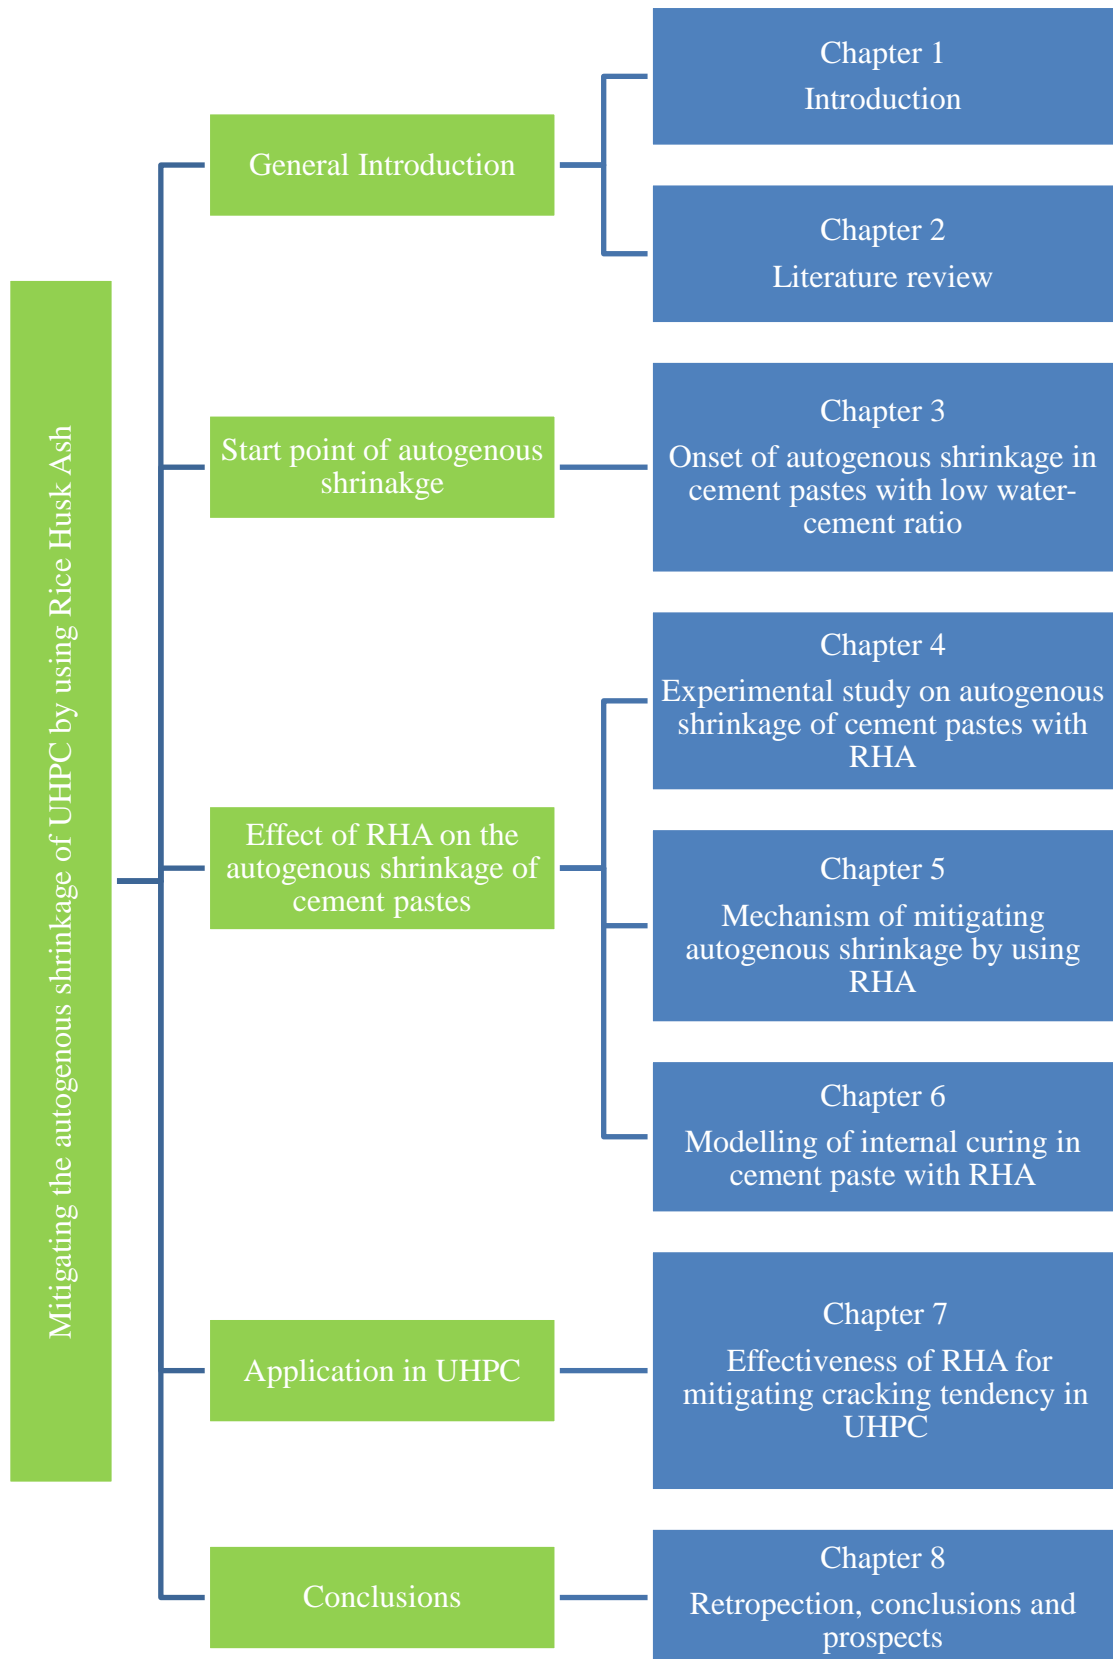 Mitigating the autogenous shrinkage of UHPC by using Rice Husk Ash
General Introduction
Chapter 1
Introduction
Chapter 2
Literature review
Start point of autogenous
shrinakge
Chapter 3
Onset of autogenous shrinkage in
cement pastes with low water-
cement ratio
Effect of RHA on the
autogenous shrinkage of
cement pastes
Chapter 4
Experimental study on autogenous
shrinkage of cement pastes with
RHA
Chapter 5
Mechanism of mitigating
autogenous shrinkage by using
RHA
Chapter 6
Modelling of internal curing in
cement paste with RHA
Application in UHPC
Chapter 7
Effectiveness of RHA for
mitigating cracking tendency in
UHPC
Conclusions
Chapter 8
Retropection, conclusions and
prospects